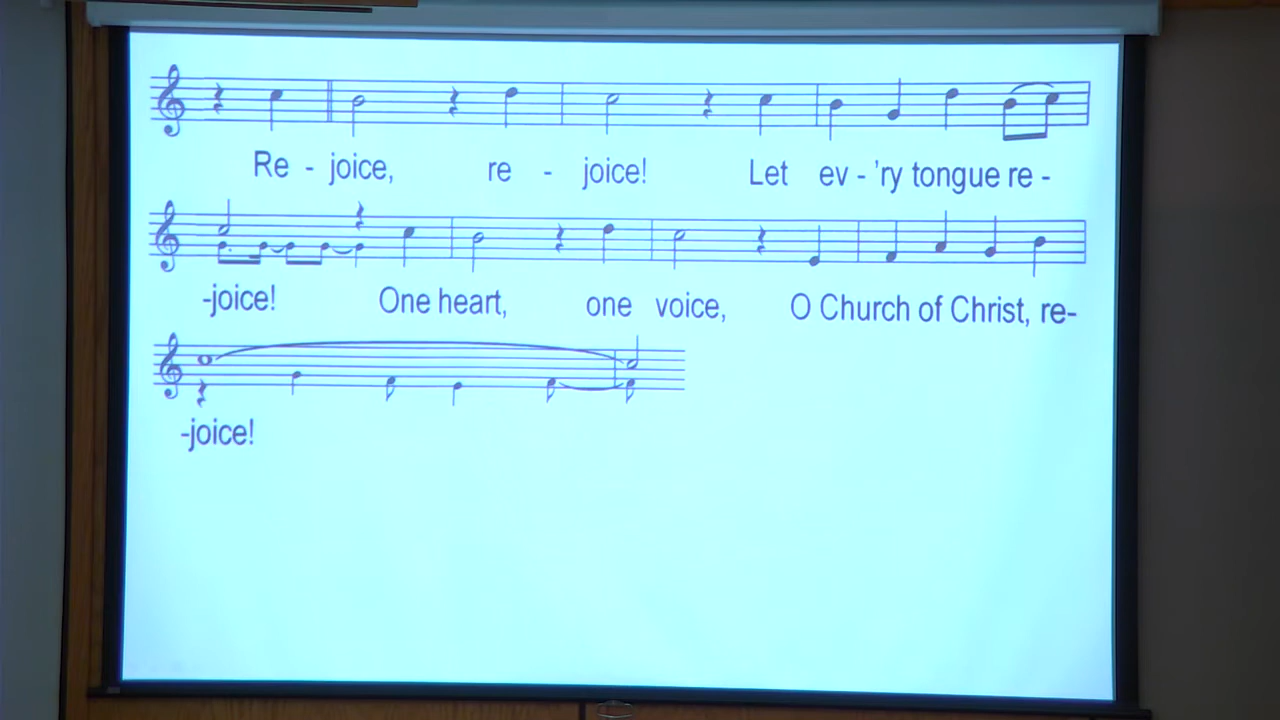 Re - joice, re - joice! Let ev - 'ry tongue re -
-joice! One heart, one voice, O Church of Christ, re-
-joice!